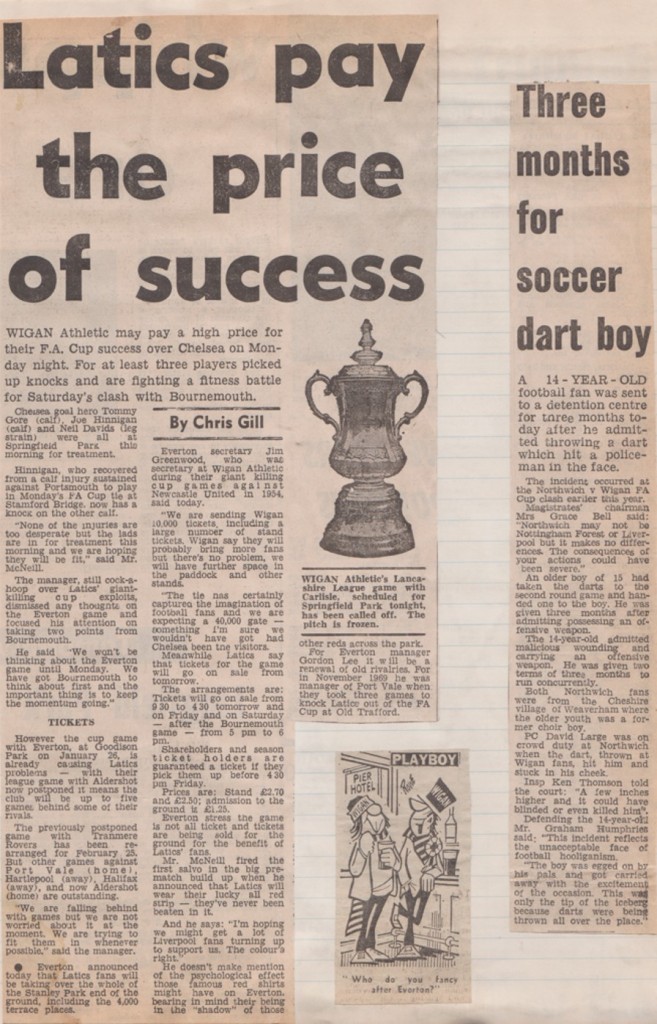 Latics pay
the price
of success
WIGAN Athletic may pay a high price for
their F.A. Cup success over Chelsea on Mon-
day night. For at least three players picked
up knocks and are fighting a fitness battle
for Saturday's clash with Bournemouth.
Chelsea goal hero Tommy
Gore (calf), Joe Hinnigan
(calf) and Neil Davids (leg
strain) were all at
Springfield Park this
morning for treatment.
Hinnigan, who recovered
from a calf injury sustained
against Portsmouth to play
in Monday's FA Cup tie at
Stamford Bridge, now has a
knock on the other calf.
"None of the injuries are
too desperate but the lads
are in for treatment this
morning and we are hoping
they will be fit," said Mr.
McNeill.
The manager, still cock-a-
hoop over Latics' giant-
killing cup exploits,
dismissed any thoughts on
the Everton game and
focused his attention on
taking two points from
Bournemouth.
He said "We won't be
thinking about the Everton
game until Monday. We
have got Bournemouth to
think about first and the
important thing is to keep
the momentum going."
TICKETS
However the cup game
with Everton, at Goodison
Park on January 26, is
already causing Latics
problems — with their
league game with Aldershot
now postponed it means the
club will be up to five
games behind some of their
rivals.
The previously postponed
game with Tranmere
Rovers has been re-
arranged for February 25.
But other games against
Port Vale (home),
Hartlepool (away), Halifax
(away), and now Aldershot
(home) are outstanding.
"We are falling behind
with games but we are not
worried about it at the
moment. We are trying to
fit them in whenever
possible," said the manager.
● Everton announced
today that Latics fans will
be taking over the whole of
the Stanley Park end of the
ground, including the 4,000
terrace places.
By Chris Gill
Everton secretary Jim
Greenwood, who was
secretary at Wigan Athletic
during their giant killing
cup games against
Newcastle United in 1954,
said today.
"We are sending Wigan
10,000 tickets, including a
large number of stand
tickets. Wigan say they will
probably bring more fans
but there's no problem, we
will have further space in
the paddock and other
stands.
"The tie has certainly
captured the imagination of
football fans and we are
expecting a 40,000 gate —
something I'm sure we
wouldn't have got had
Chelsea been the visitors.
Meanwhile Latics say
that tickets for the game
will go on sale from
tomorrow.
The arrangements are:
Tickets will go on sale from
9 30 to 4 30 tomorrow and
on Friday and on Saturday
— after the Bournemouth
game — from 5 pm to 6
pm.
Shareholders and season
ticket holders are
guaranteed a ticket if they
pick them up before 4 30
pm Friday.
Prices are: Stand £2.70
and £2.50; admission to the
ground it £1.25.
Everton stress the game
is not all ticket and tickets
are being sold for the
ground for the benefit of
Latics' fans.
Mr. McNeill fired the
first salvo in the big pre-
match build up when he
announced that Latics will
wear their lucky all red
strip — they've never been
beaten in it.
And he says: "I'm hoping
we might get a lot of
Liverpool fans turning up
to support us. The colour's
right."
He doesn't make mention
of the psychological effect
those famous red shirts
might have on Everton,
bearing in mind their being
in the "shadow" of those
WIGAN Athletic's Lanca-
shire League game with
Carlisle, scheduled for
Springfield Park tonight,
has been called off. The
pitch is frozen.
other reds across the park.
For Everton manager
Gordon Lee it will be a
renewal of old rivalries. For
in November 1969 he was
manager of Port Vale when
they took three games to
knock Latics out of the FA
Cup at Old Trafford.
PLAYBOY
PIER
HOTEL
"Who do you fancy
after Everton?"
Three
months
for
soccer
dart boy
A 14-YEAR-OLD
football fan was sent
to a detention centre
for three months to-
day after he admit-
ted throwing a dart
which hit a police-
man in the face.
The incident occurred at
the Northwich v Wigan FA
Cup clash earlier this year.
Magistrates' chairman
Mrs Grace Bell said:
"Northwich may not be
Nottingham Forest or Liver-
pool but it makes no differ-
ences. The consequences of
your actions could have
been severe."
An older boy of 15 had
taken the darts to the
second round game and han-
ded one to the boy. He was
given three months after
admitting possessing an of-
fensive weapon.
The 14-year-old admitted
malicious wounding and
carrying an offensive
weapon. He was given two
terms of three months to
run concurrently.
Both Northwich fans
were from the Cheshire
village of Weaverham where
the older youth was a for-
mer choir boy.
PC David Large was on
crowd duty at Northwich
when the dart, thrown at
Wigan fans, hit him and
stuck in his cheek.
Insp Ken Thomson told
the court: "A few inches
higher and it could have
blinded or even killed him".
Defending the 14-year-old
Mr. Graham Humphries
said: "This incident reflects
the unacceptable face of
football hooliganism.
"The boy was egged on by
his pals and got carried
away with the excitement
of the occasion. This was
only the tip of the iceberg
because darts were being
thrown all over the place."